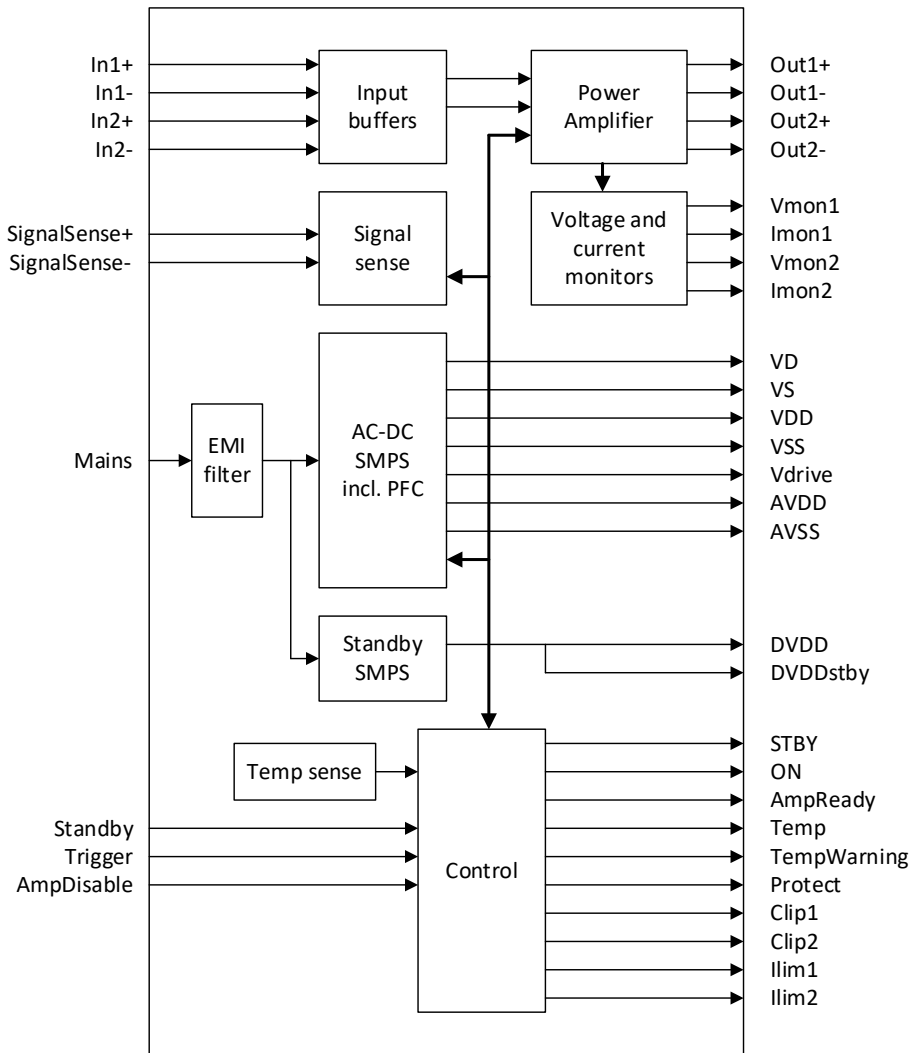 In1+
In1-
In2+
In2-
Input
buffers
Power
Amplifier
Out1+
Out1-
Out2+
Out2-
SignalSense+
SignalSense-
Signal
sense
Voltage and
current
monitors
Vmon1
Imon1
Vmon2
Imon2
Mains
EMI
filter
AC-DC
SMPS
incl. PFC
VD
VS
VDD
VSS
Vdrive
AVDD
AVSS
Standby
SMPS
DVDD
DVDDstby
Temp sense
Standby
Trigger
AmpDisable
Control
STBY
ON
AmpReady
Temp
TempWarning
Protect
Clip1
Clip2
Ilim1
Ilim2